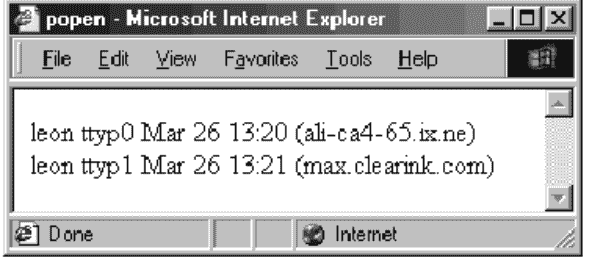 popen - Microsoft Internet Explorer
File Edit View Favorites Tools Help
leon ttyp0 Mar 26 13:20 (ali-ca4-65.ix.ne)
leon ttyp1 Mar 26 13:21 (max.clearink.com)
Done Internet